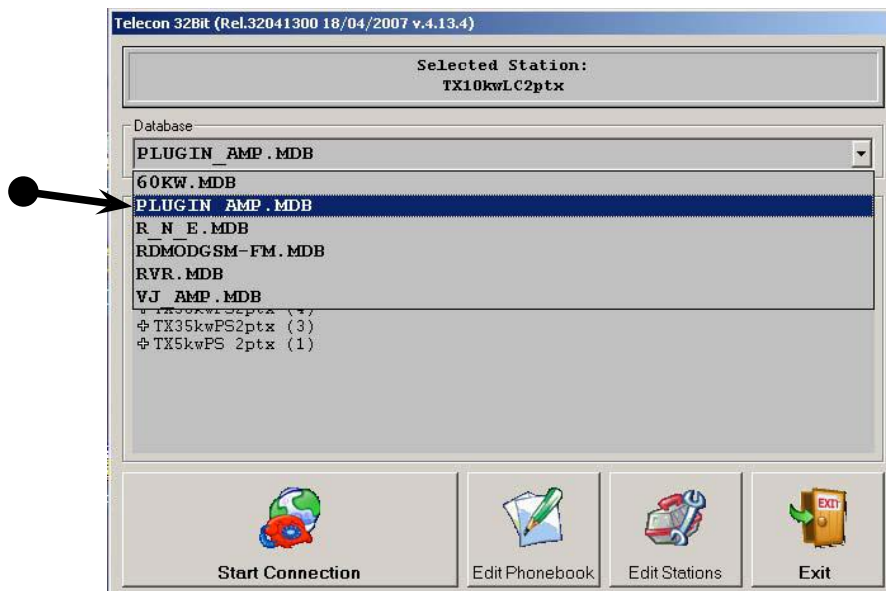 Telecon 32Bit (Rel.32041300 18/04/2007 v.4.13.4)
Selected Station:
TX10kwLC2ptx
Database
PLUGIN_AMP.MDB
60KW.MDB
PLUGIN_AMP.MDB
R_N_E.MDB
RDMODGSM-FM.MDB
RVR.MDB
VJ_AMP.MDB
TX35kwPS2ptx (3)
TX5kwPS 2ptx (1)
EXIT
Start Connection
Edit Phonebook
Edit Stations
Exit